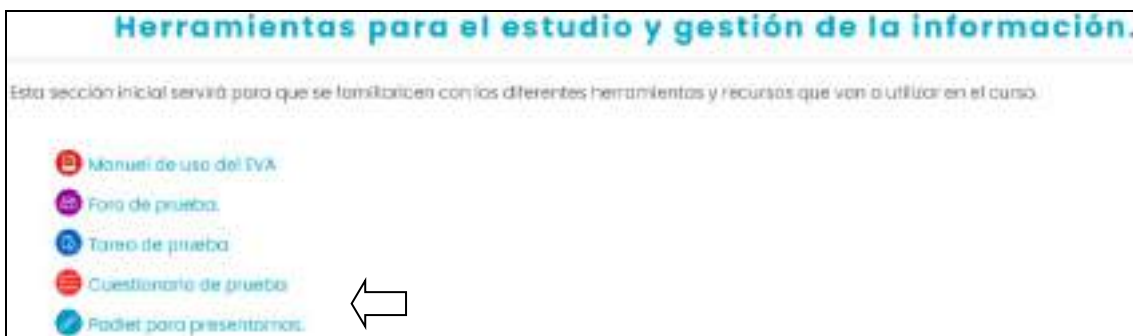 Herramientas para el estudio y gestión de la información.
Esta sección inicial servirá para que se familiaricen con las diferentes herramientas y recursos que van a utilizar en el curso.
Manuel de uso del EVA
Foro de prueba.
Tarea de prueba
Cuestionario de prueba
Padlet para presentarnos.